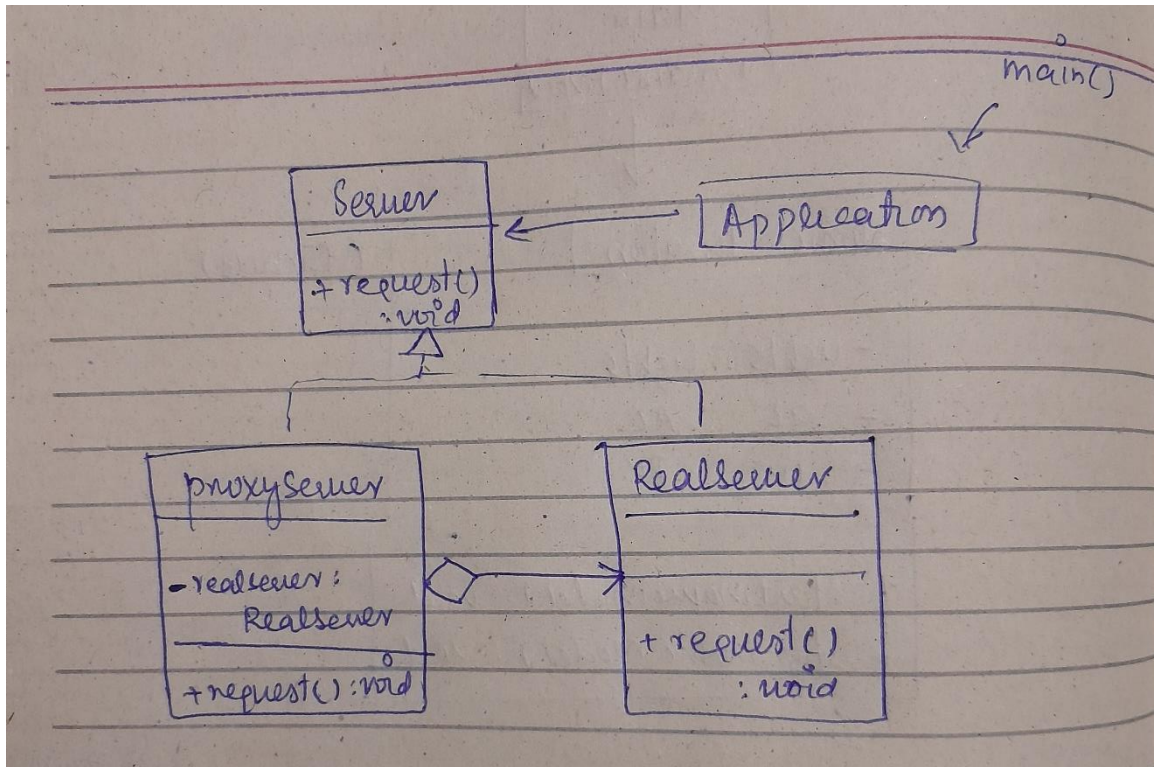 main()
Server
Application
+ request()
: void
proxyServer
RealServer
- realserver:
RealServer
+ request()
: void
+ request() : void